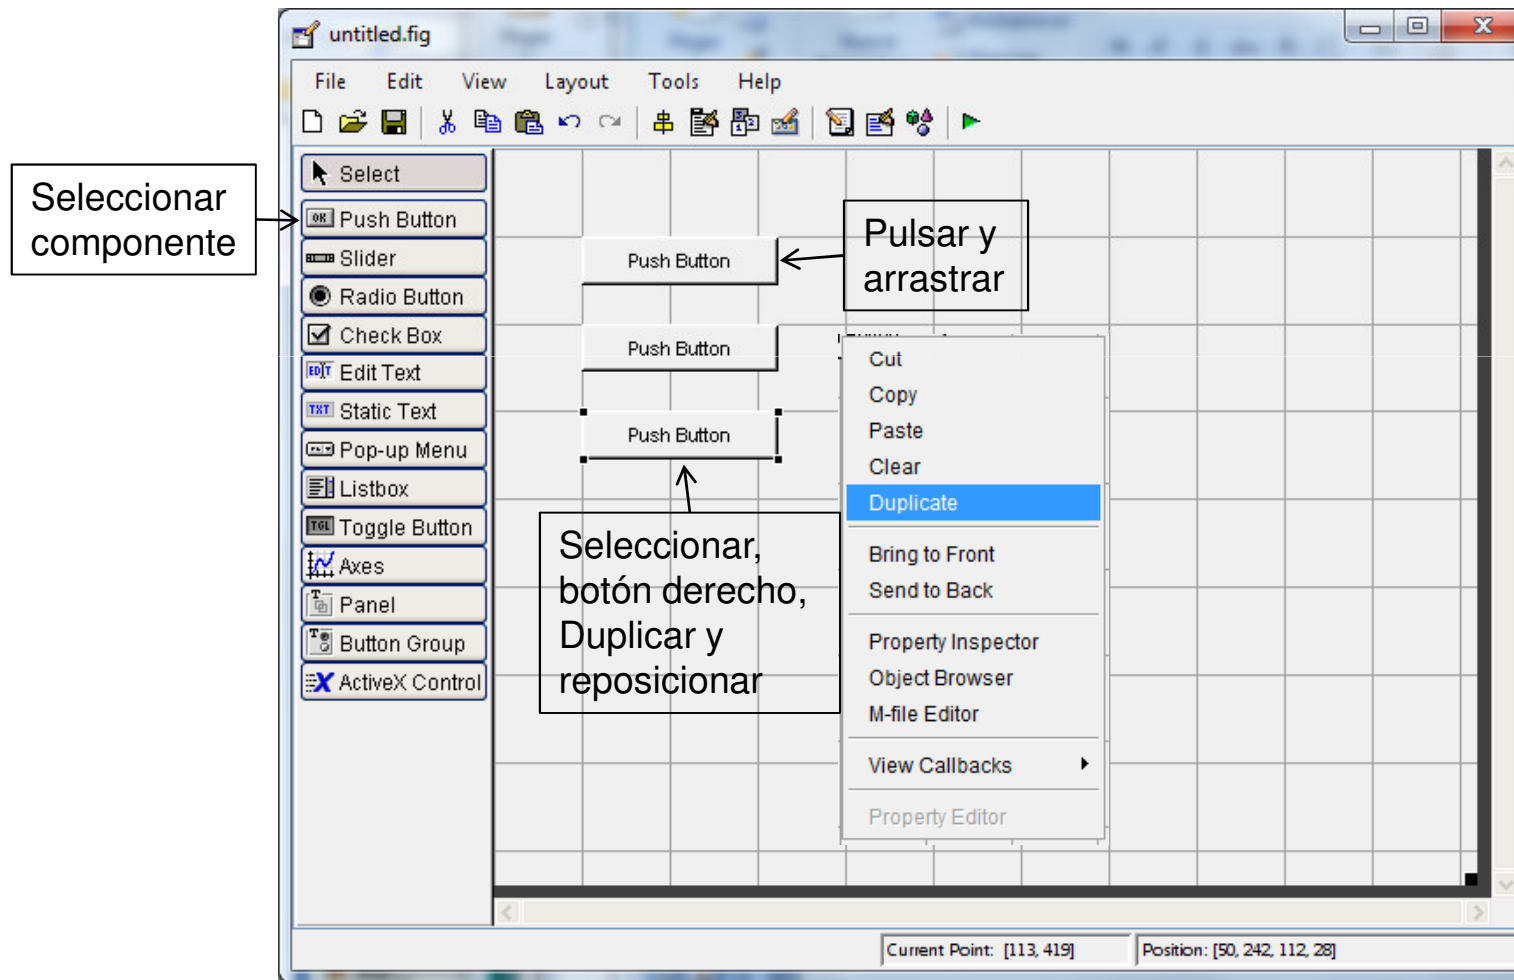 untitled.fig
File Edit View Layout Tools Help
Seleccionar
componente
Select
OK Push Button
Slider
Radio Button
Check Box
EDIT Edit Text
TXT Static Text
Pop-up Menu
Listbox
TGL Toggle Button
Axes
Panel
Button Group
ActiveX Control
Push Button
Push Button
Push Button
Pulsar y
arrastrar
Seleccionar,
botón derecho,
Duplicar y
reposicionar
Cut
Copy
Paste
Clear
Duplicate
Bring to Front
Send to Back
Property Inspector
Object Browser
M-file Editor
View Callbacks
Property Editor
Current Point: [113, 419]
Position: [50, 242, 112, 28]